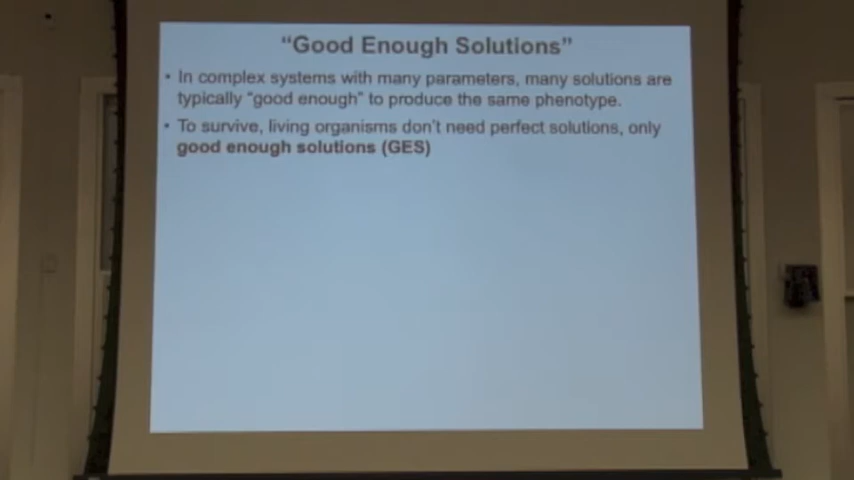 “Good Enough Solutions”
• In complex systems with many parameters, many solutions are
typically “good enough” to produce the same phenotype.
• To survive, living organisms don’t need perfect solutions, only
good enough solutions (GES)